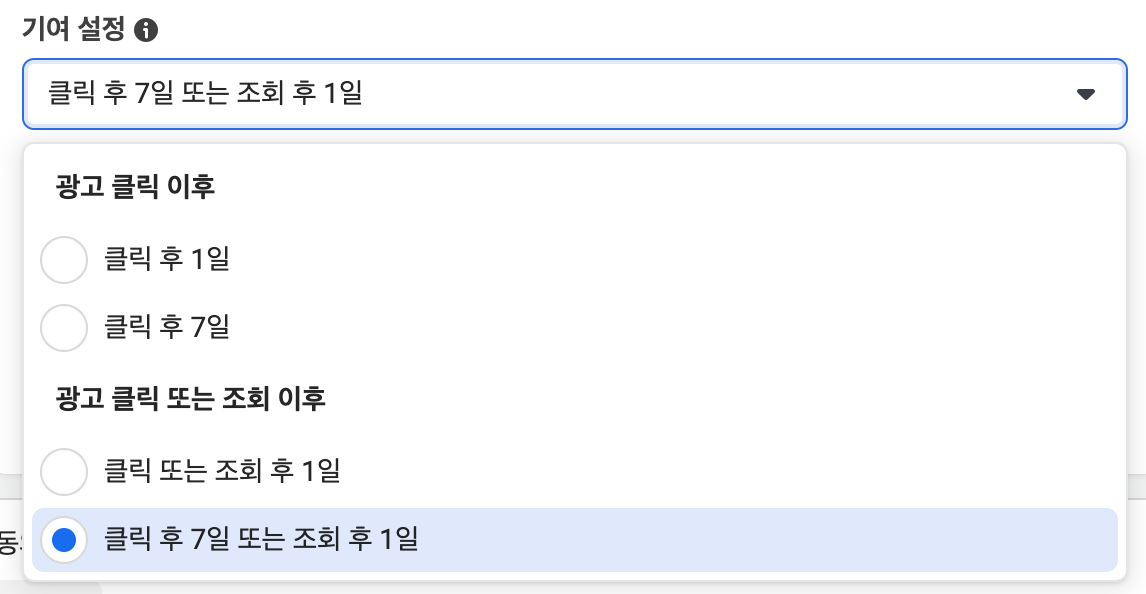 기여 설정
클릭 후 7일 또는 조회 후 1일
광고 클릭 이후
클릭 후 1일
클릭 후 7일
광고 클릭 또는 조회 이후
클릭 또는 조회 후 1일
클릭 후 7일 또는 조회 후 1일